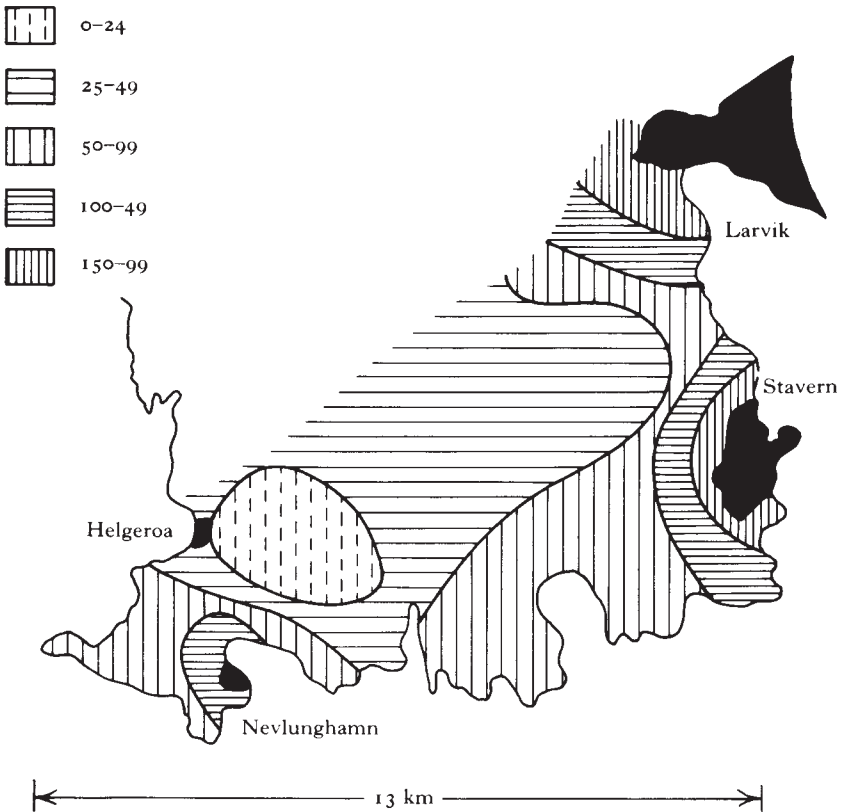 0–24
25–49
50–99
100–49
150–99
Larvik
Stavern
Helgeroa
Nevlunghamn
13 km